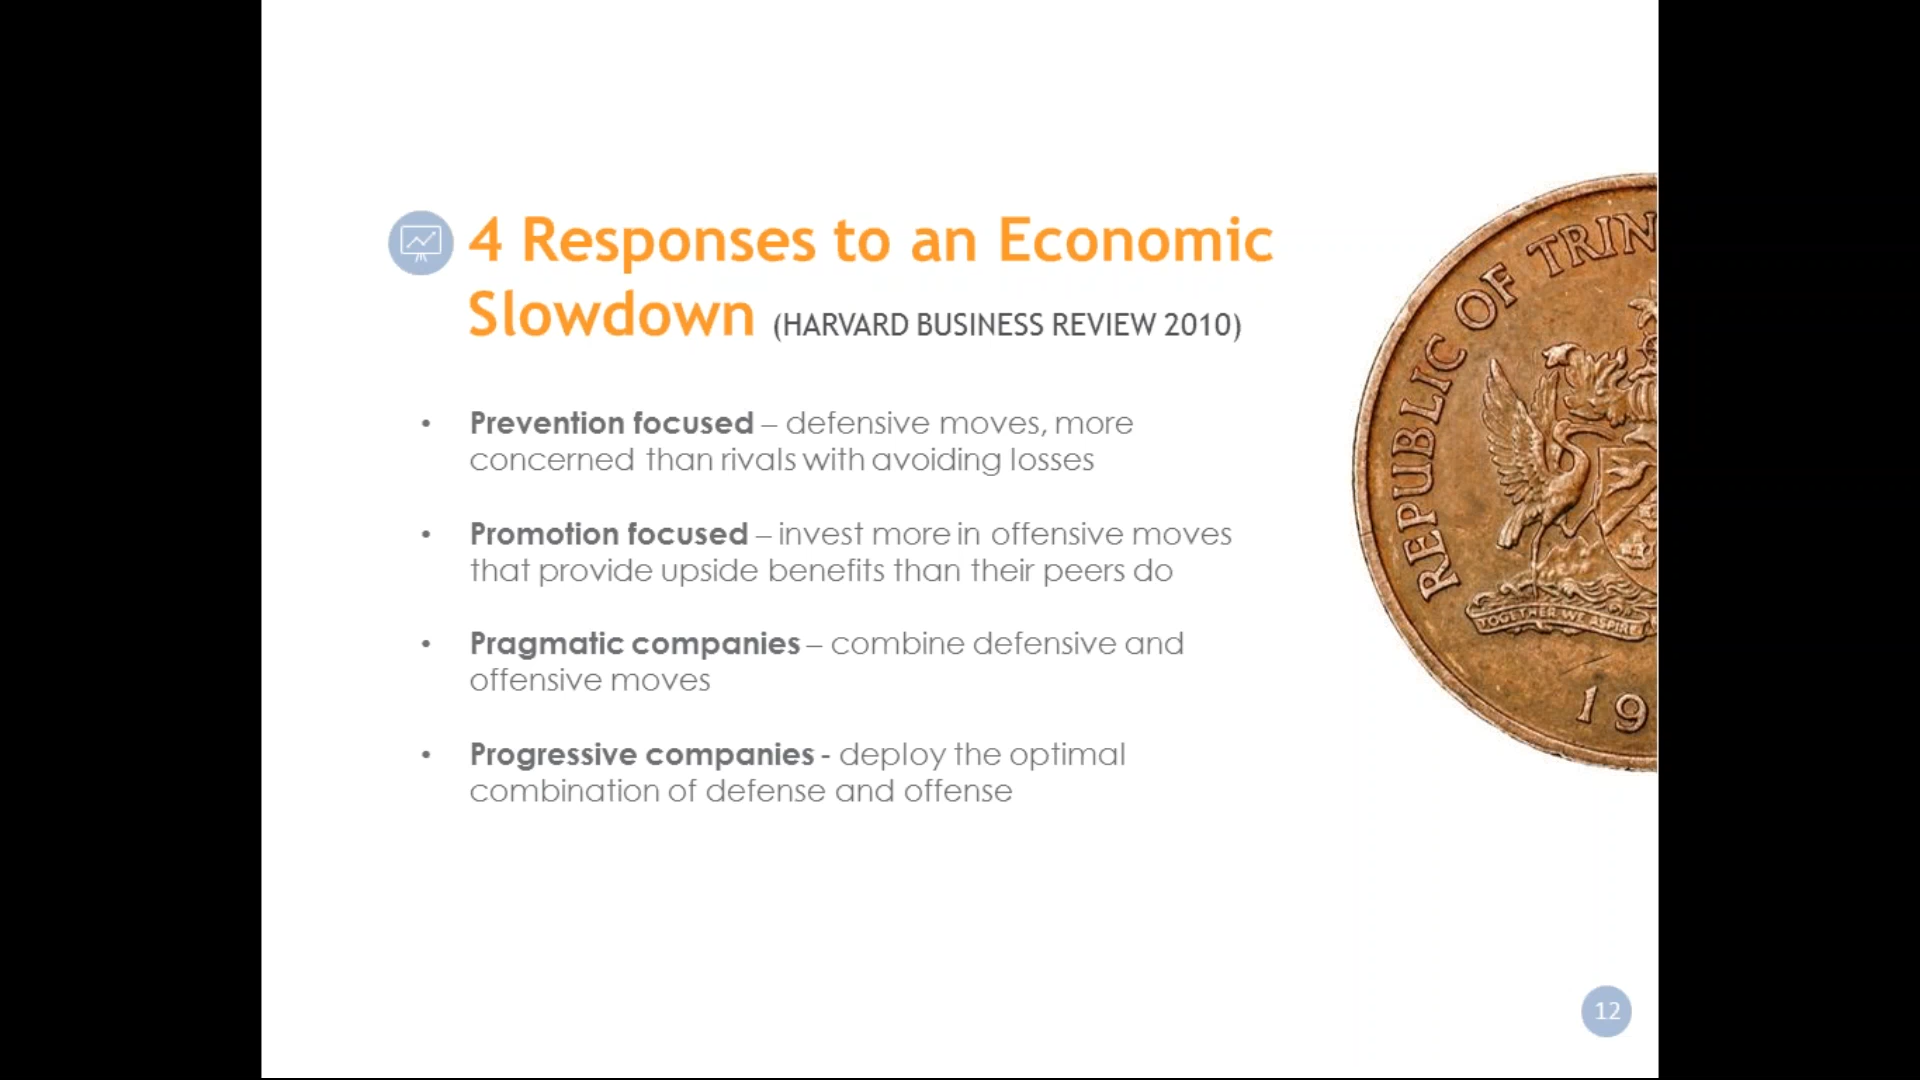 4 Responses to an Economic
Slowdown (HARVARD BUSINESS REVIEW 2010)
• Prevention focused – defensive moves, more
concerned than rivals with avoiding losses
• Promotion focused – invest more in offensive moves
that provide upside benefits than their peers do
• Pragmatic companies – combine defensive and
offensive moves
• Progressive companies - deploy the optimal
combination of defense and offense
REPUBLIC OF TRIN
TOGETHER WE ASPIRE
19
12